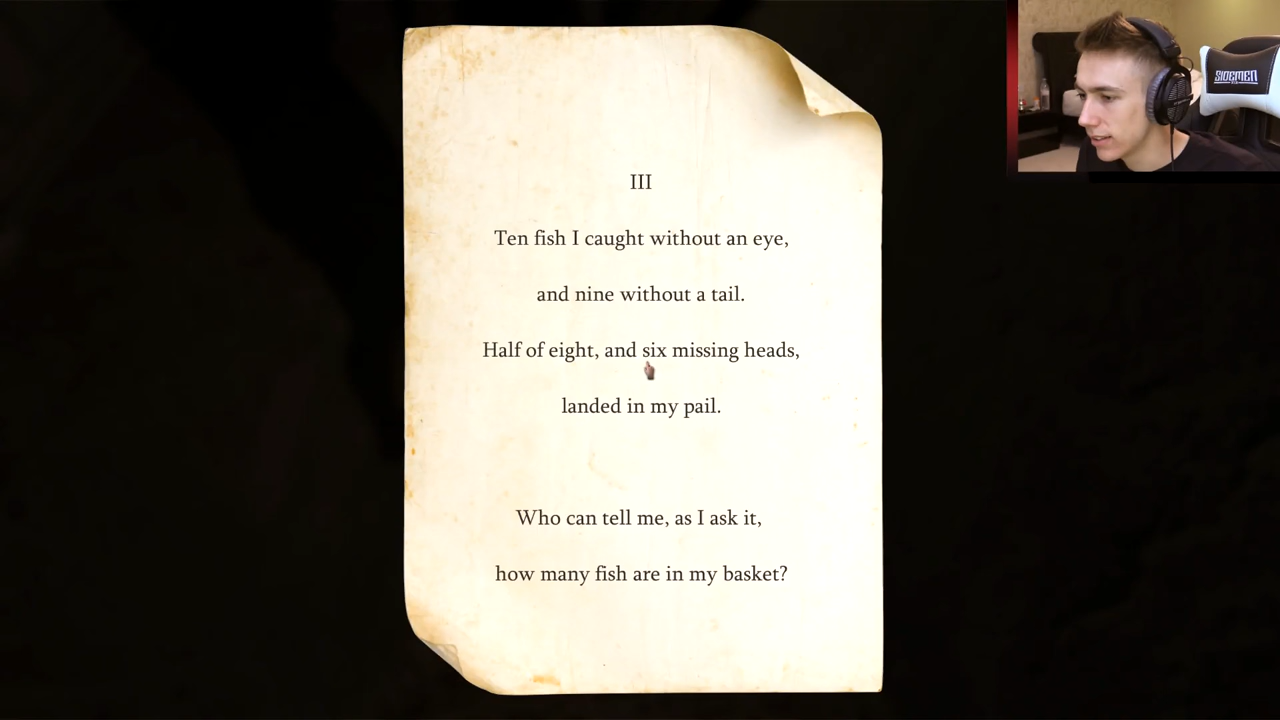 III
Ten fish I caught without an eye,
and nine without a tail.
Half of eight, and six missing heads,
landed in my pail.
Who can tell me, as I ask it,
how many fish are in my basket?
SIDEMEN